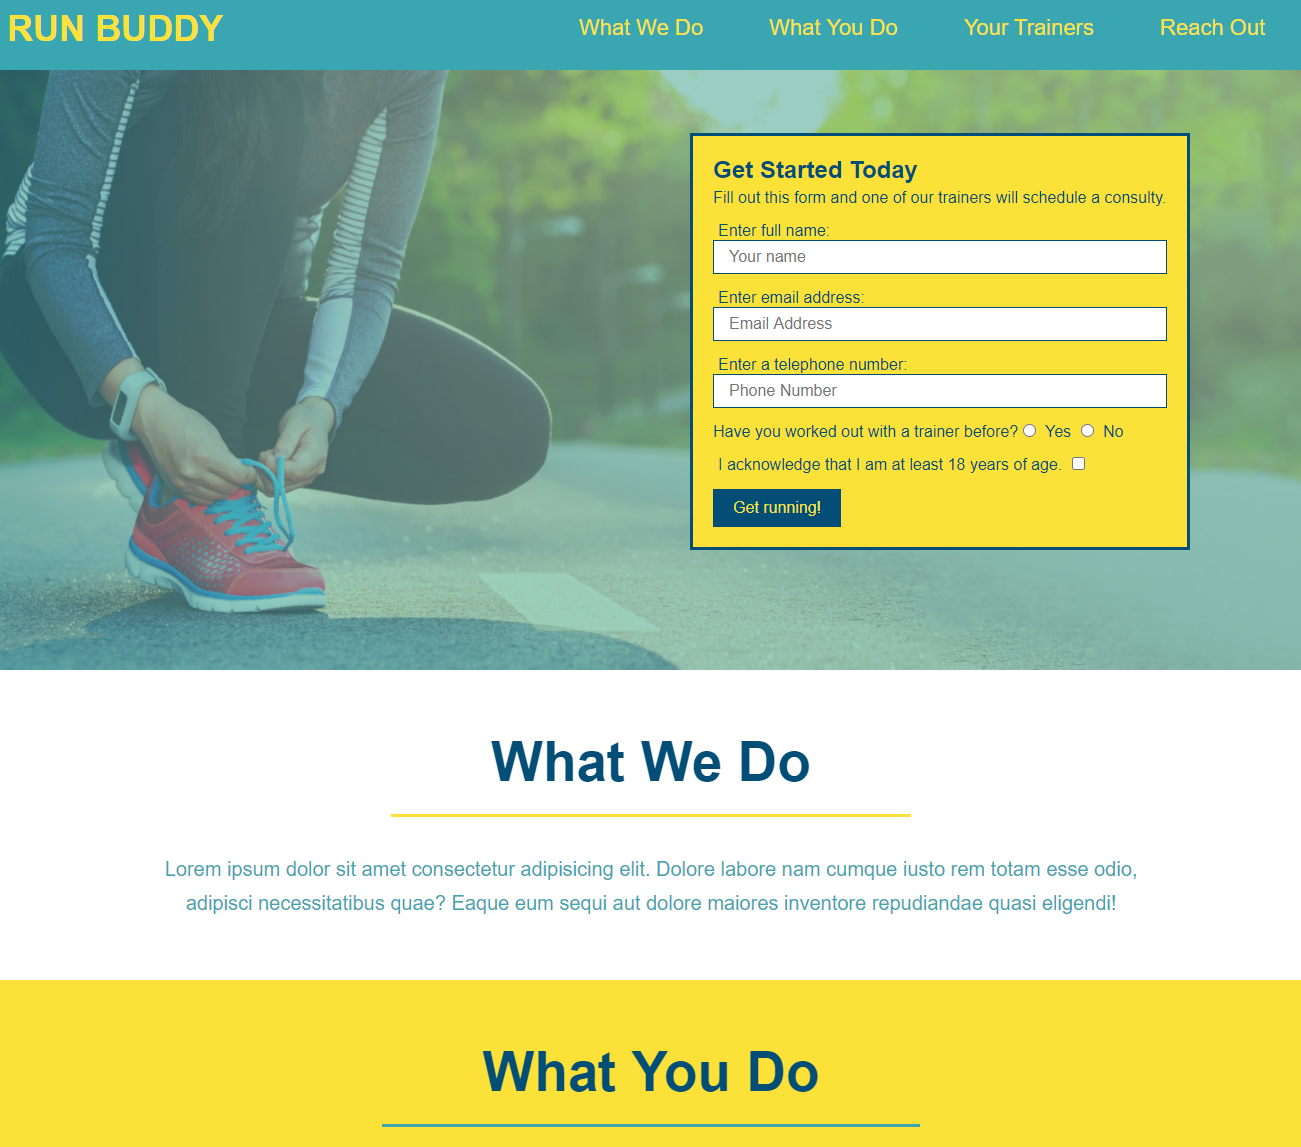 RUN BUDDY
What We Do
What You Do
Your Trainers
Reach Out
Get Started Today
Fill out this form and one of our trainers will schedule a consulty.
Enter full name:
Your name
Enter email address:
Email Address
Enter a telephone number:
Phone Number
Have you worked out with a trainer before? Yes No
I acknowledge that I am at least 18 years of age.
Get running!
What We Do
Lorem ipsum dolor sit amet consectetur adipisicing elit. Dolore labore nam cumque iusto rem totam esse odio,
adipisci necessitatibus quae? Eaque eum sequi aut dolore maiores inventore repudiandae quasi eligendi!
What You Do